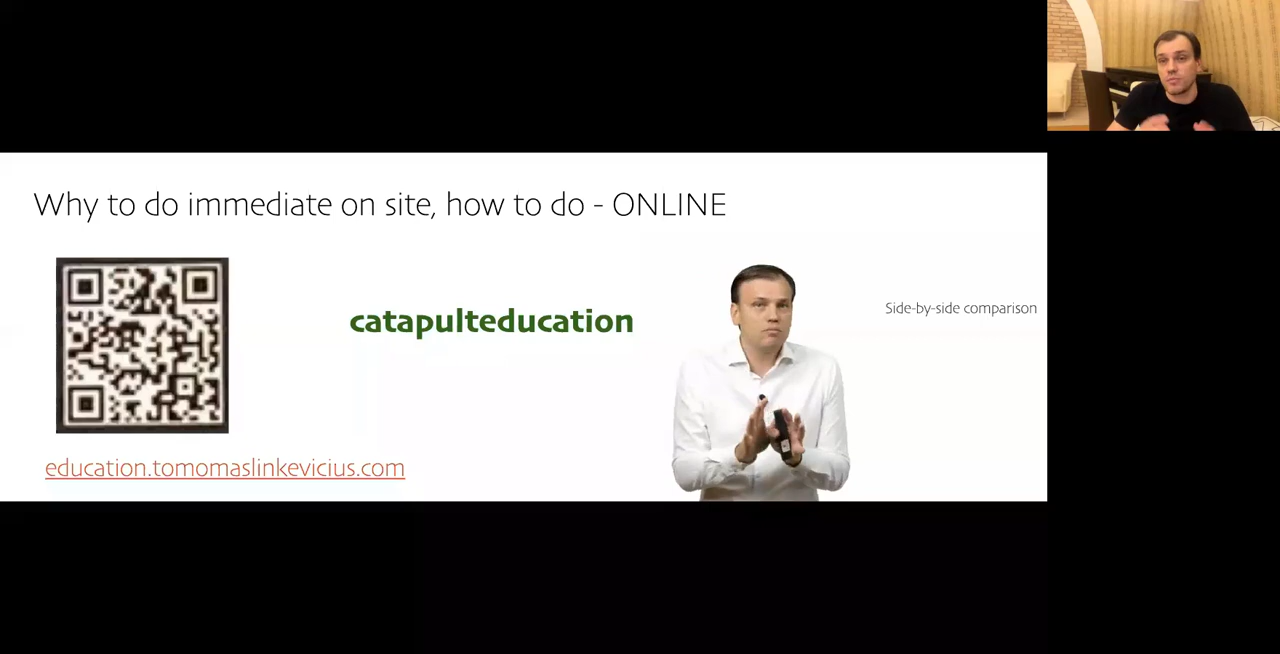 Why to do immediate on site, how to do - ONLINE
catapulteducation
Side-by-side comparison
education.tomomaslinkevicius.com